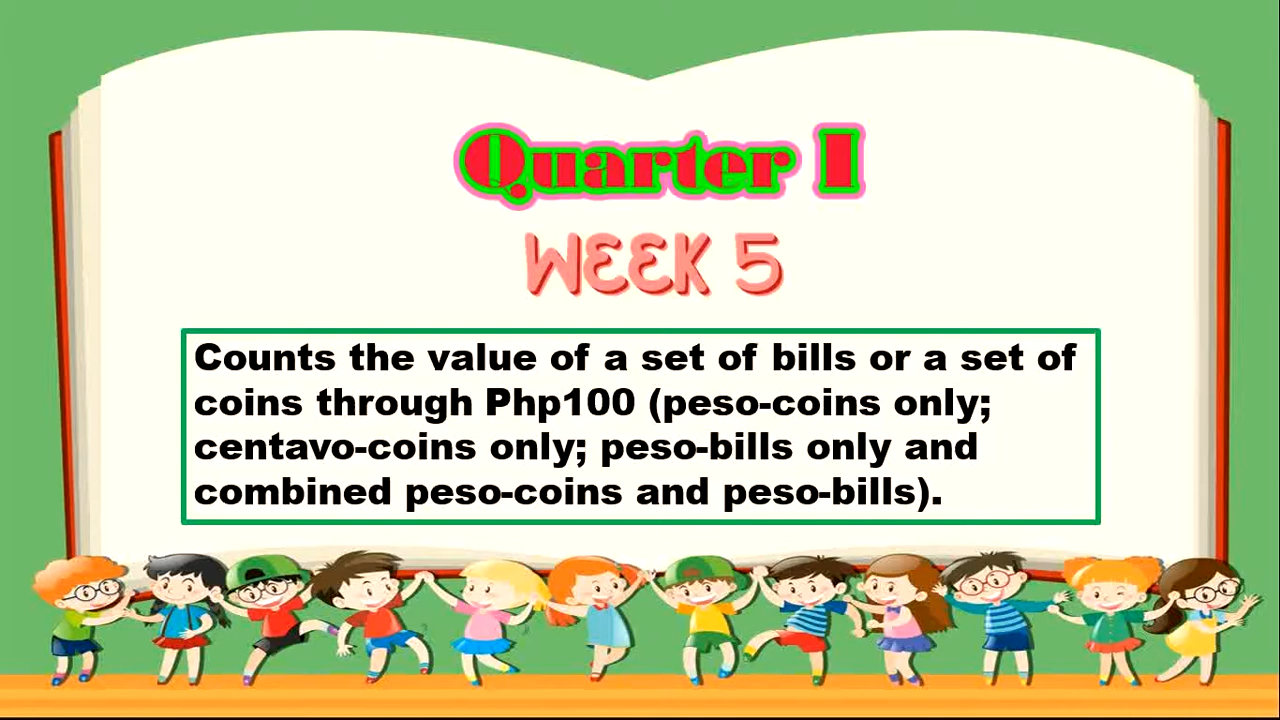 Quarter I
WEEK 5
Counts the value of a set of bills or a set of
coins through Php100 (peso-coins only;
centavo-coins only; peso-bills only and
combined peso-coins and peso-bills).